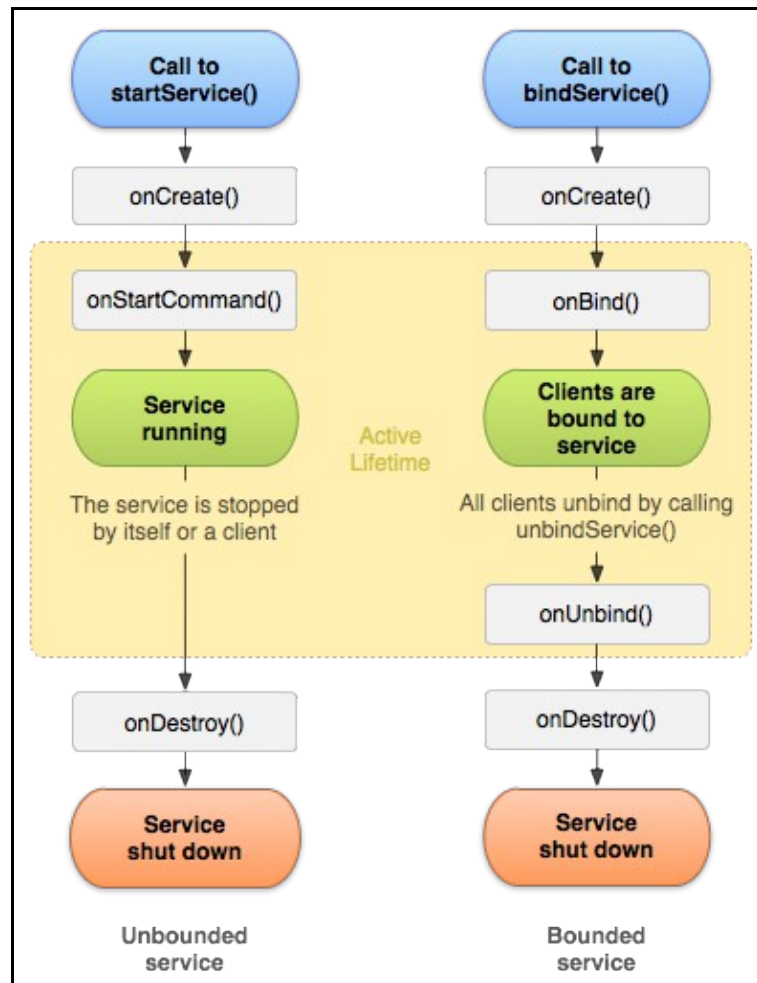 Call to
startService()
onCreate()
onStartCommand()
Service
running
The service is stopped
by itself or a client
onDestroy()
Service
shut down
Unbounded
service
Active
Lifetime
Call to
bindService()
onCreate()
onBind()
Clients are
bound to
service
All clients unbind by calling
unbindService()
onUnbind()
onDestroy()
Service
shut down
Bounded
service